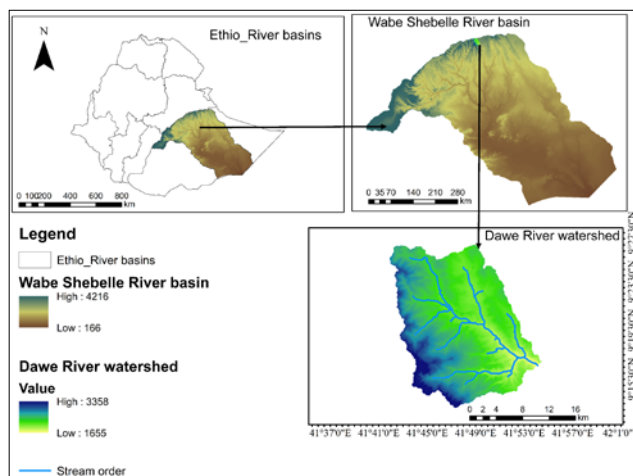 N
Ethio_River basins
0 100 200 400 600 800
km
Wabe Shebelle River basin
0 35 70 140 210 280
km
Legend
Ethio_River basins
Wabe Shebelle River basin
High : 4216
Low : 166
Dawe River watershed
Value
High : 3358
Low : 1655
Stream order
Dawe River watershed
0 2 4 8 12 16
km
41°37'0"E 41°41'0"E 41°45'0"E 41°49'0"E 41°53'0"E 41°57'0"E 42°1'0"E